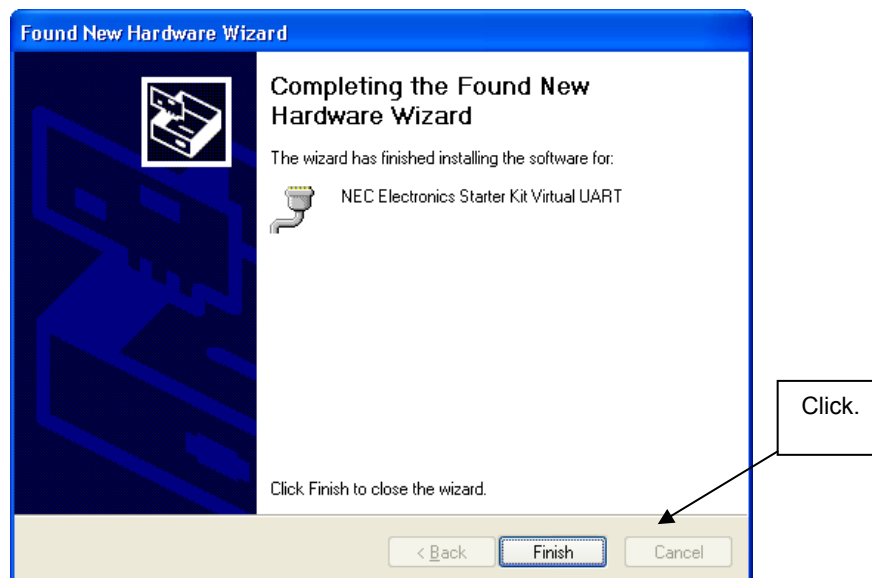 Found New Hardware Wizard
Completing the Found New
Hardware Wizard
The wizard has finished installing the software for:
NEC Electronics Starter Kit Virtual UART
Click.
Click Finish to close the wizard.
< Back
Finish
Cancel